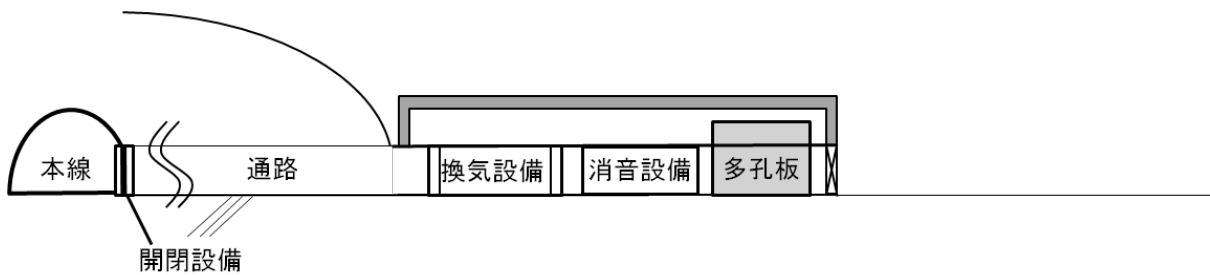 本線
通路
換気設備
消音設備
多孔板
開閉設備